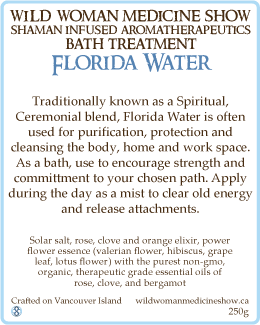 WILD WOMAN MEDICINE SHOW
SHAMAN INFUSED AROMATHERAPEUTICS
BATH TREATMENT
FLORIDA WATER
Traditionally known as a Spiritual,
Ceremonial blend, Florida Water is often
used for purification, protection and
cleansing the body, home and work space.
As a bath, use to encourage strength and
committment to your chosen path. Apply
during the day as a mist to clear old energy
and release attachments.
Solar salt, rose, clove and orange elixir, power
flower essence (valerian flower, hibiscus, grape
leaf, lotus flower) with the purest non-gmo,
organic, therapeutic grade essential oils of
rose, clove, and bergamot
Crafted on Vancouver Island wildwomanmedicineshow.ca
250g